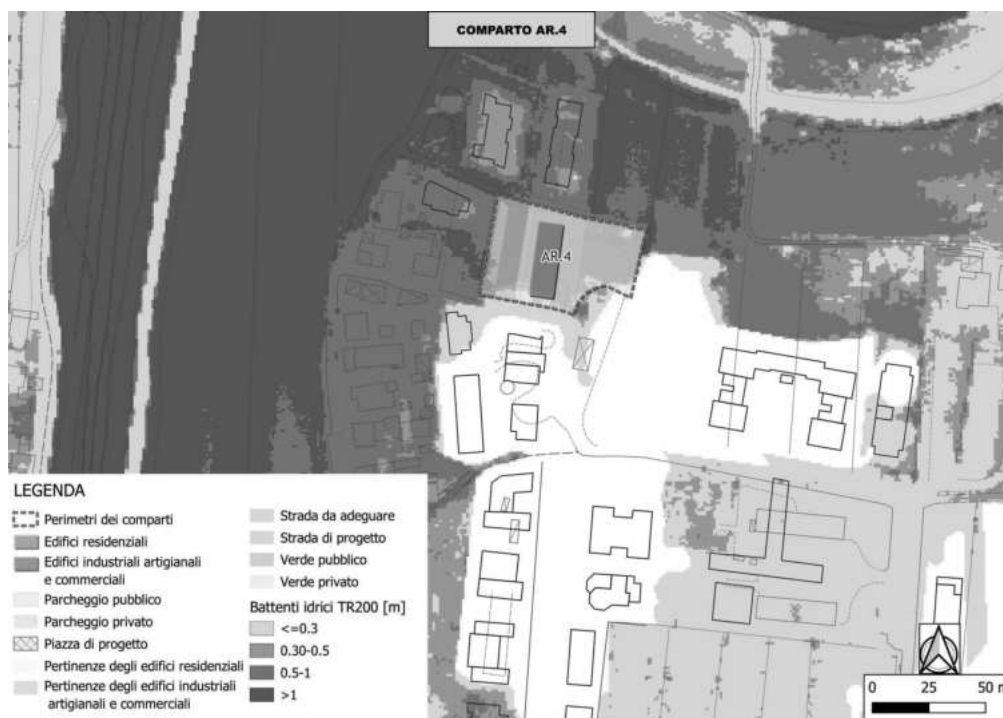 COMPARTO AR.4
AR.4
LEGENDA
Perimetri dei comparti
Edifici residenziali
Edifici industriali artigianali
e commerciali
Parcheggio pubblico
Parcheggio privato
Piazza di progetto
Pertinenze degli edifici residenziali
Pertinenze degli edifici industriali
artigianali e commerciali
Strada da adeguare
Strada di progetto
Verde pubblico
Verde privato
Battenti idrici TR200 [m]
<=0.3
0.30-0.5
0.5-1
>1
0 25 50 m